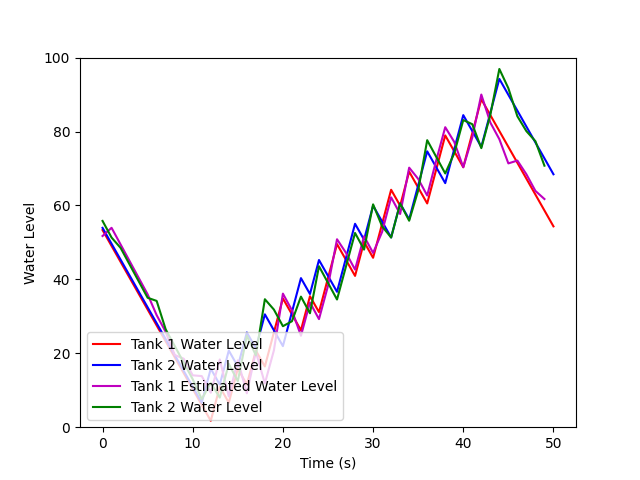 100
80
60
40
20
0
Water Level
Tank 1 Water Level
Tank 2 Water Level
Tank 1 Estimated Water Level
Tank 2 Water Level
0 10 20 30 40 50
Time (s)